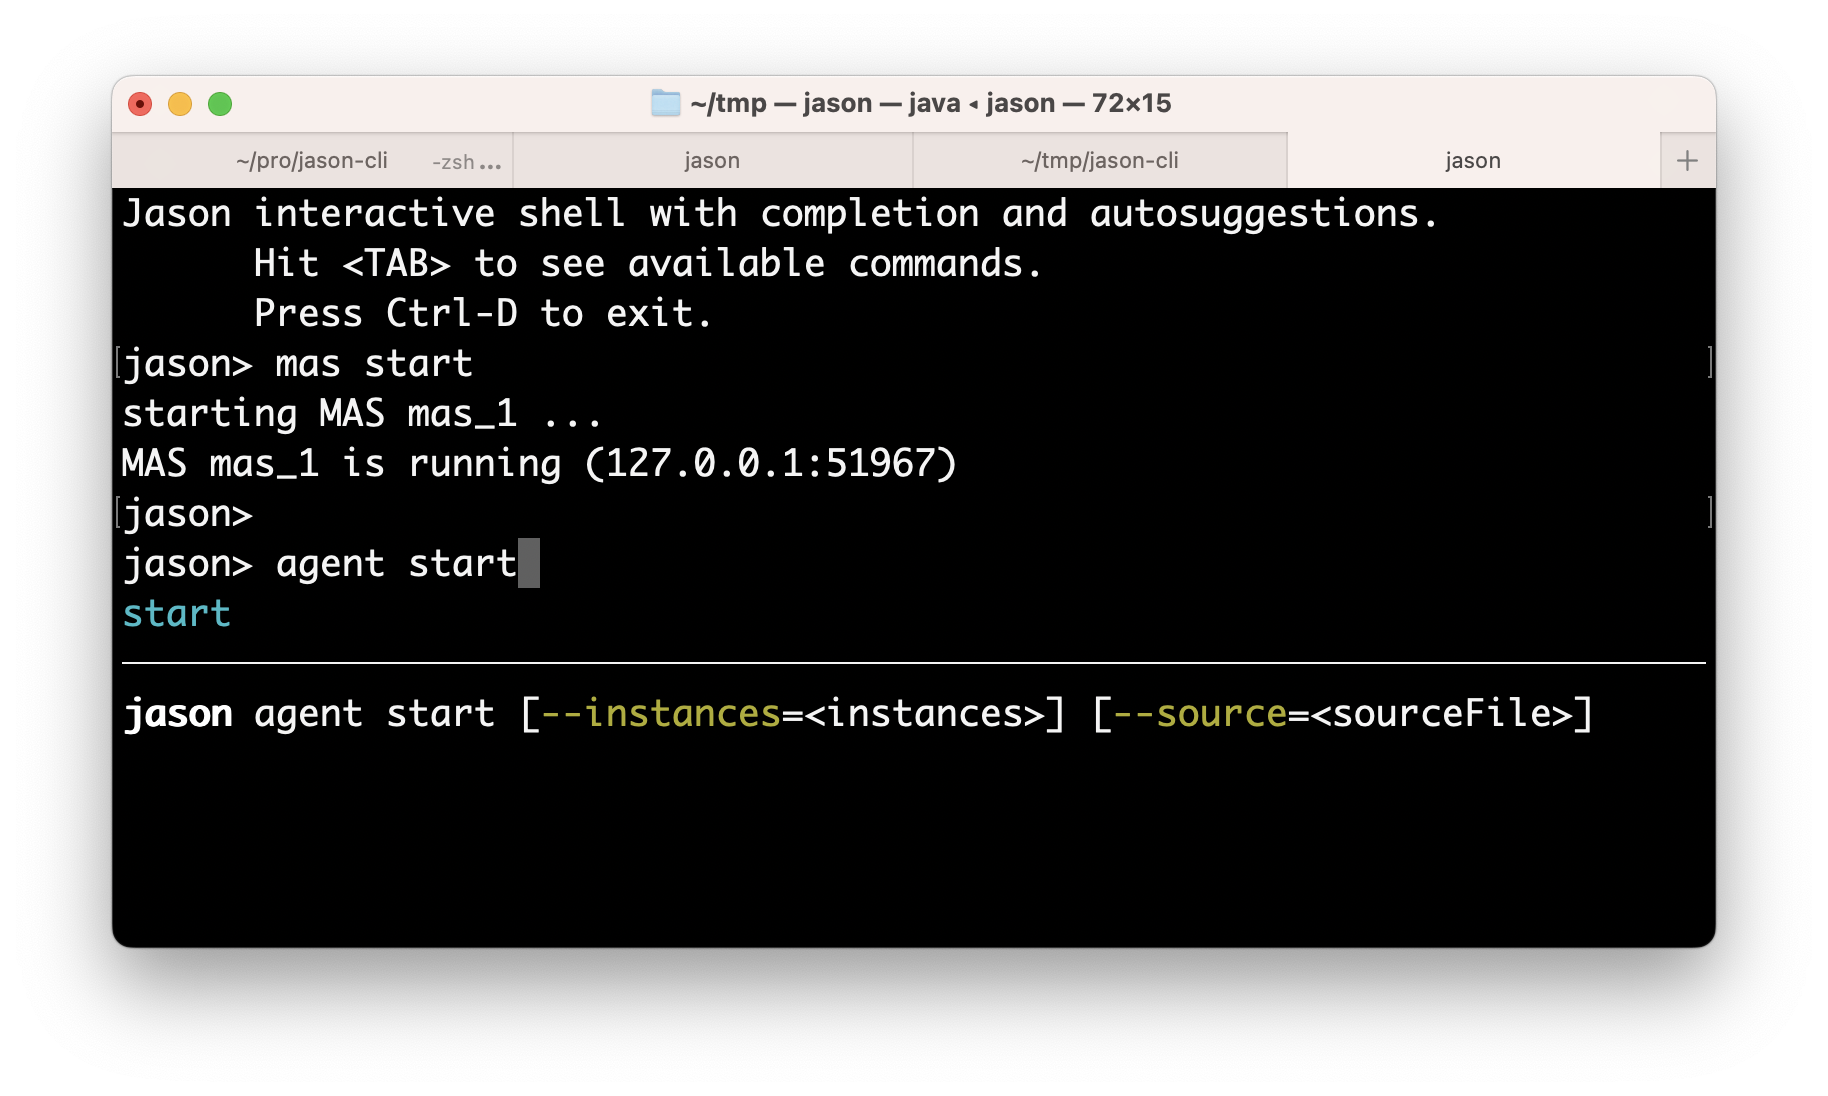 ~/tmp — jason — java ◂ jason — 72×15
~/pro/jason-cli -zsh ... jason ~/tmp/jason-cli jason +
Jason interactive shell with completion and autosuggestions.
Hit <TAB> to see available commands.
Press Ctrl-D to exit.
[jason> mas start ]
starting MAS mas_1 ...
MAS mas_1 is running (127.0.0.1:51967)
[jason> ]
jason> agent start
start
jason agent start [--instances=<instances>] [--source=<sourceFile>]